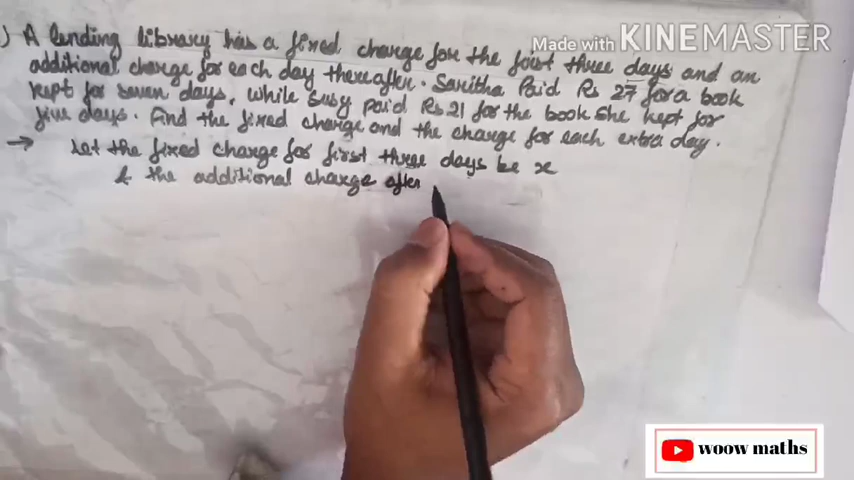 ) A lending library has a fixed charge for the first three days and an
additional charge for each day thereafter. Saritha Paid Rs 27 for a book
kept for seven days, while Susy paid Rs 21 for the book she kept for
five days. Find the fixed charge and the charge for each extra day.
→ Let the fixed charge for first three days be x
& the additional charge after
Made with KINEMASTER
woow maths